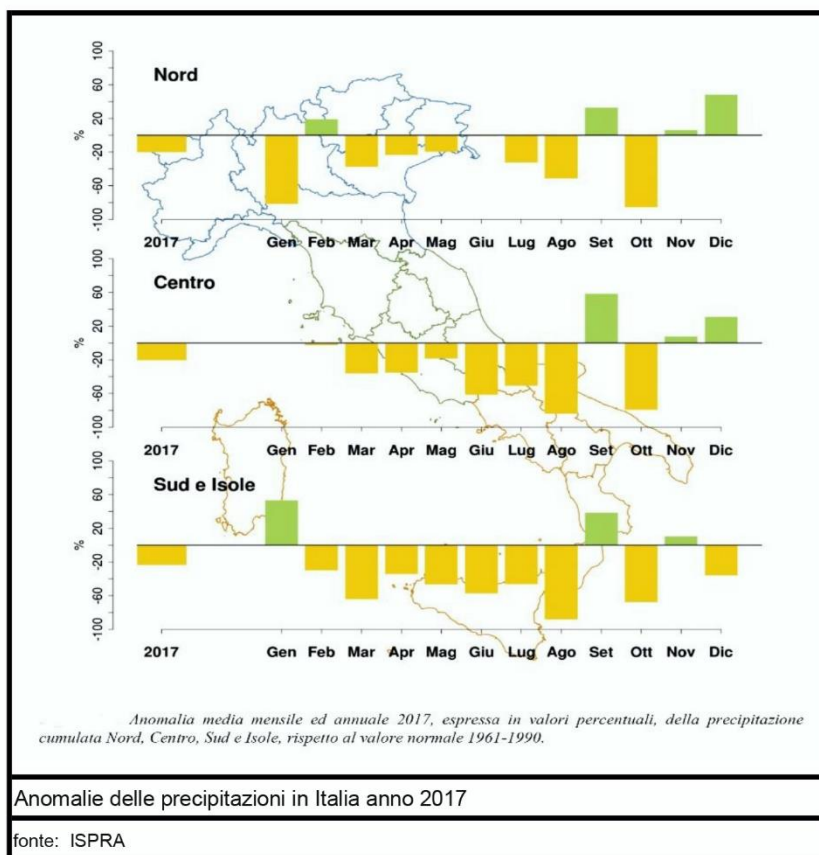 Nord
%
100
60
20
-20
-60
-100
2017 Gen Feb Mar Apr Mag Giu Lug Ago Set Ott Nov Dic
Centro
%
100
60
20
-20
-60
-100
2017 Gen Feb Mar Apr Mag Giu Lug Ago Set Ott Nov Dic
Sud e Isole
%
100
60
20
-20
-60
-100
2017 Gen Feb Mar Apr Mag Giu Lug Ago Set Ott Nov Dic
Anomalia media mensile ed annuale 2017, espressa in valori percentuali, della precipitazione
cumulata Nord, Centro, Sud e Isole, rispetto al valore normale 1961-1990.
Anomalie delle precipitazioni in Italia anno 2017
fonte: ISPRA